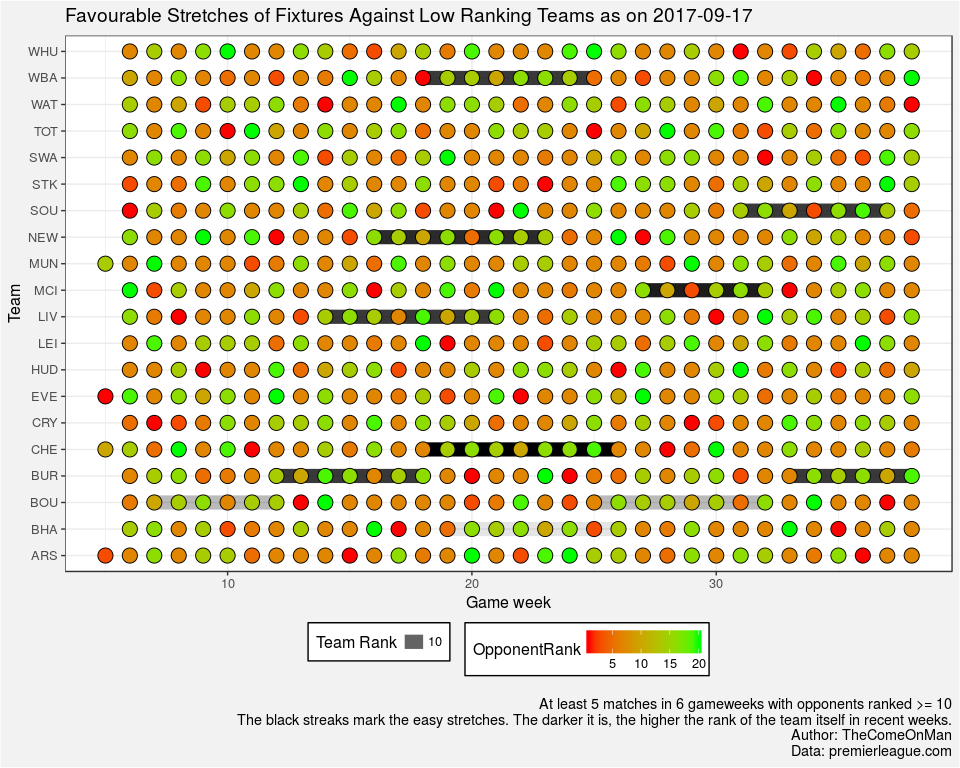 Favourable Stretches of Fixtures Against Low Ranking Teams as on 2017-09-17
Team
WHU
WBA
WAT
TOT
SWA
STK
SOU
NEW
MUN
MCI
LIV
LEI
HUD
EVE
CRY
CHE
BUR
BOU
BHA
ARS
10 20 30
Game week
Team Rank 10
OpponentRank
5 10 15 20
At least 5 matches in 6 gameweeks with opponents ranked >= 10
The black streaks mark the easy stretches. The darker it is, the higher the rank of the team itself in recent weeks.
Author: TheComeOnMan
Data: premierleague.com